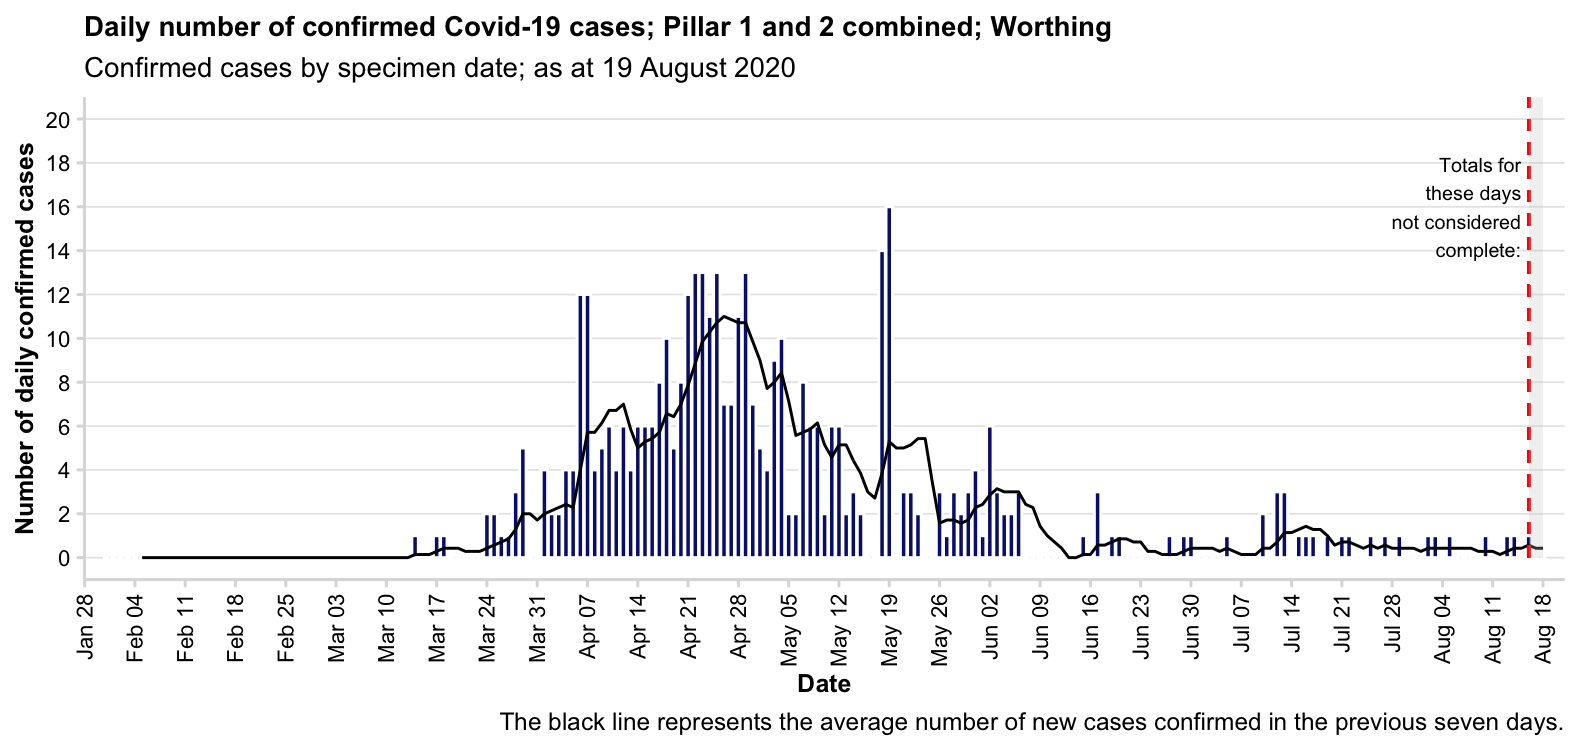 Daily number of confirmed Covid-19 cases; Pillar 1 and 2 combined; Worthing
Confirmed cases by specimen date; as at 19 August 2020
Number of daily confirmed cases
20
18
16
14
12
10
8
6
4
2
0
Totals for
these days
not considered
complete:
Jan 28
Feb 04
Feb 11
Feb 18
Feb 25
Mar 03
Mar 10
Mar 17
Mar 24
Mar 31
Apr 07
Apr 14
Apr 21
Apr 28
May 05
May 12
May 19
May 26
Jun 02
Jun 09
Jun 16
Jun 23
Jun 30
Jul 07
Jul 14
Jul 21
Jul 28
Aug 04
Aug 11
Aug 18
Date
The black line represents the average number of new cases confirmed in the previous seven days.